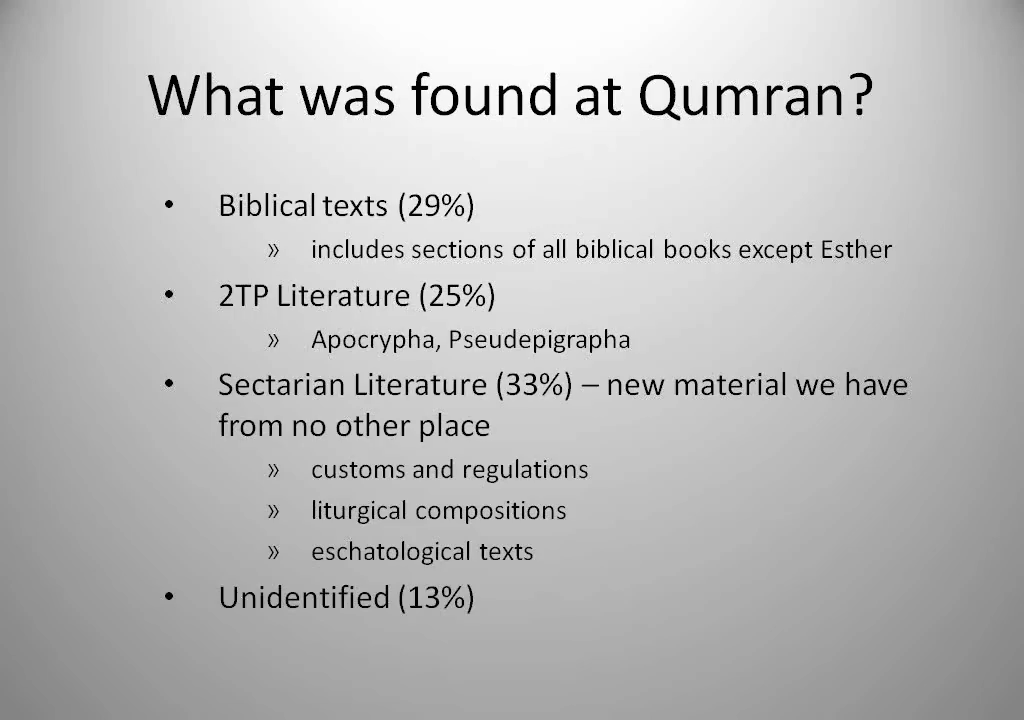 What was found at Qumran?
• Biblical texts (29%)
» includes sections of all biblical books except Esther
• 2TP Literature (25%)
» Apocrypha, Pseudepigrapha
• Sectarian Literature (33%) – new material we have
from no other place
» customs and regulations
» liturgical compositions
» eschatological texts
• Unidentified (13%)